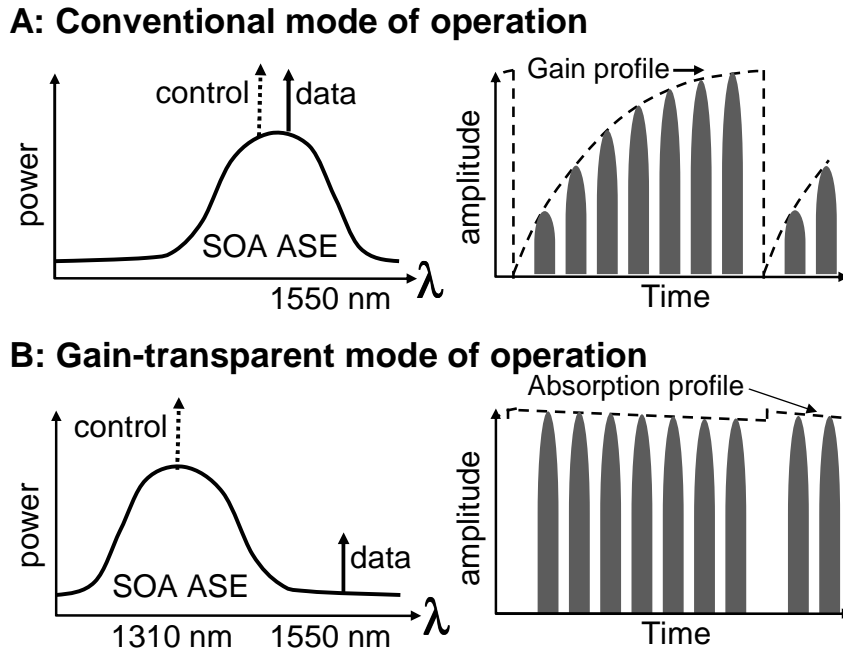 A: Conventional mode of operation
control
data
power
SOA ASE
1550 nm
λ
Gain profile
amplitude
Time
B: Gain-transparent mode of operation
control
data
power
SOA ASE
1310 nm 1550 nm
λ
Absorption profile
amplitude
Time